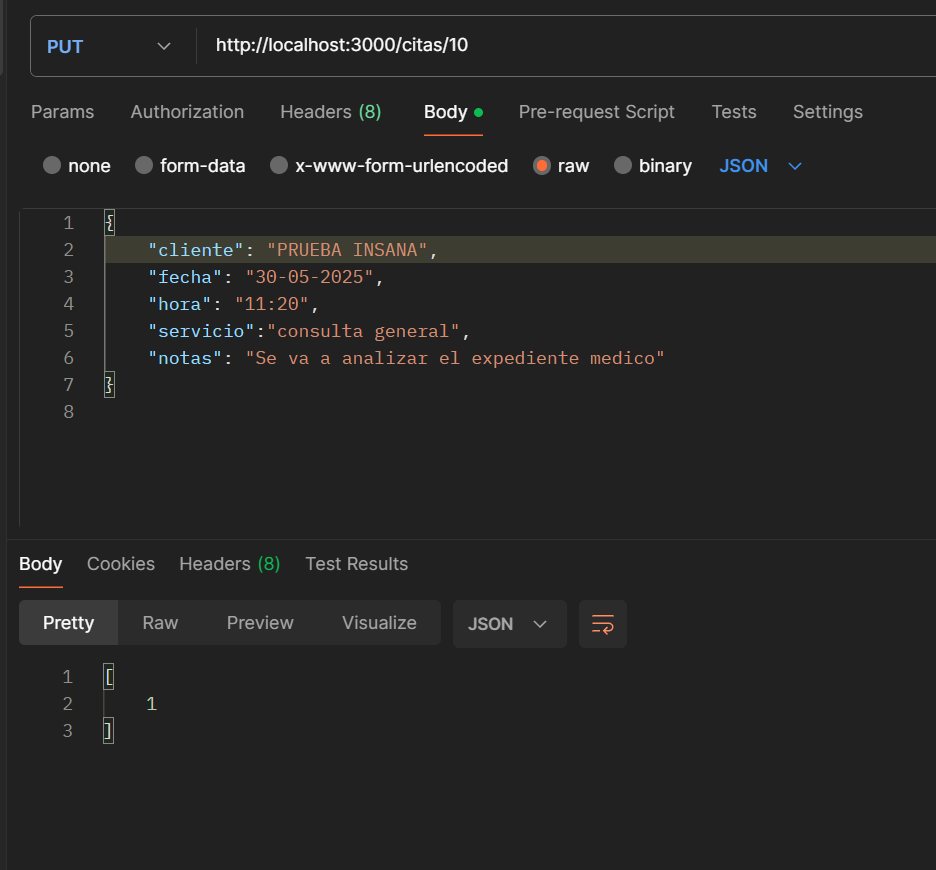 PUT http://localhost:3000/citas/10
Params Authorization Headers (8) Body Pre-request Script Tests Settings
none form-data x-www-form-urlencoded raw binary JSON
1 {
2 "cliente": "PRUEBA INSANA",
3 "fecha": "30-05-2025",
4 "hora": "11:20",
5 "servicio":"consulta general",
6 "notas": "Se va a analizar el expediente medico"
7 }
8
Body Cookies Headers (8) Test Results
Pretty Raw Preview Visualize JSON
1 [
2 1
3 ]